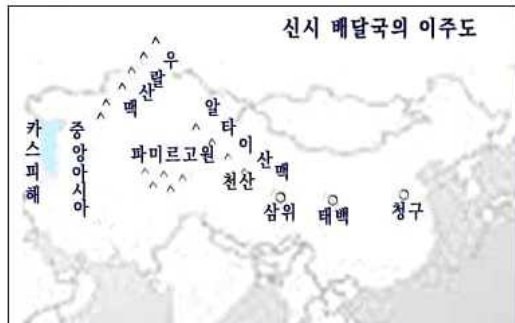 신시 배달국의 이주도
우랄산맥
알타이산맥
카스피해
중앙아시아
파미르고원
천산
삼위
태백
청구